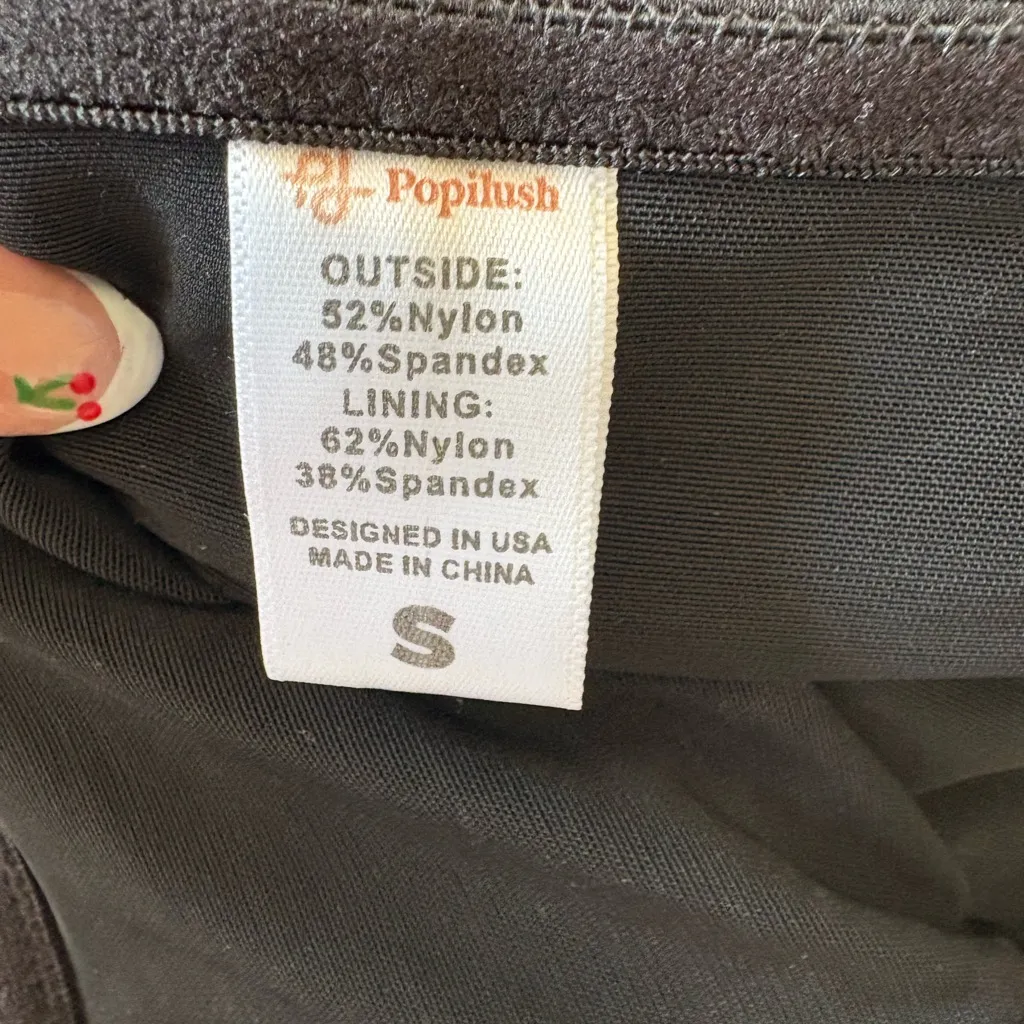 Popilush
OUTSIDE:
52%Nylon
48%Spandex
LINING:
62%Nylon
38%Spandex
DESIGNED IN USA
MADE IN CHINA
S